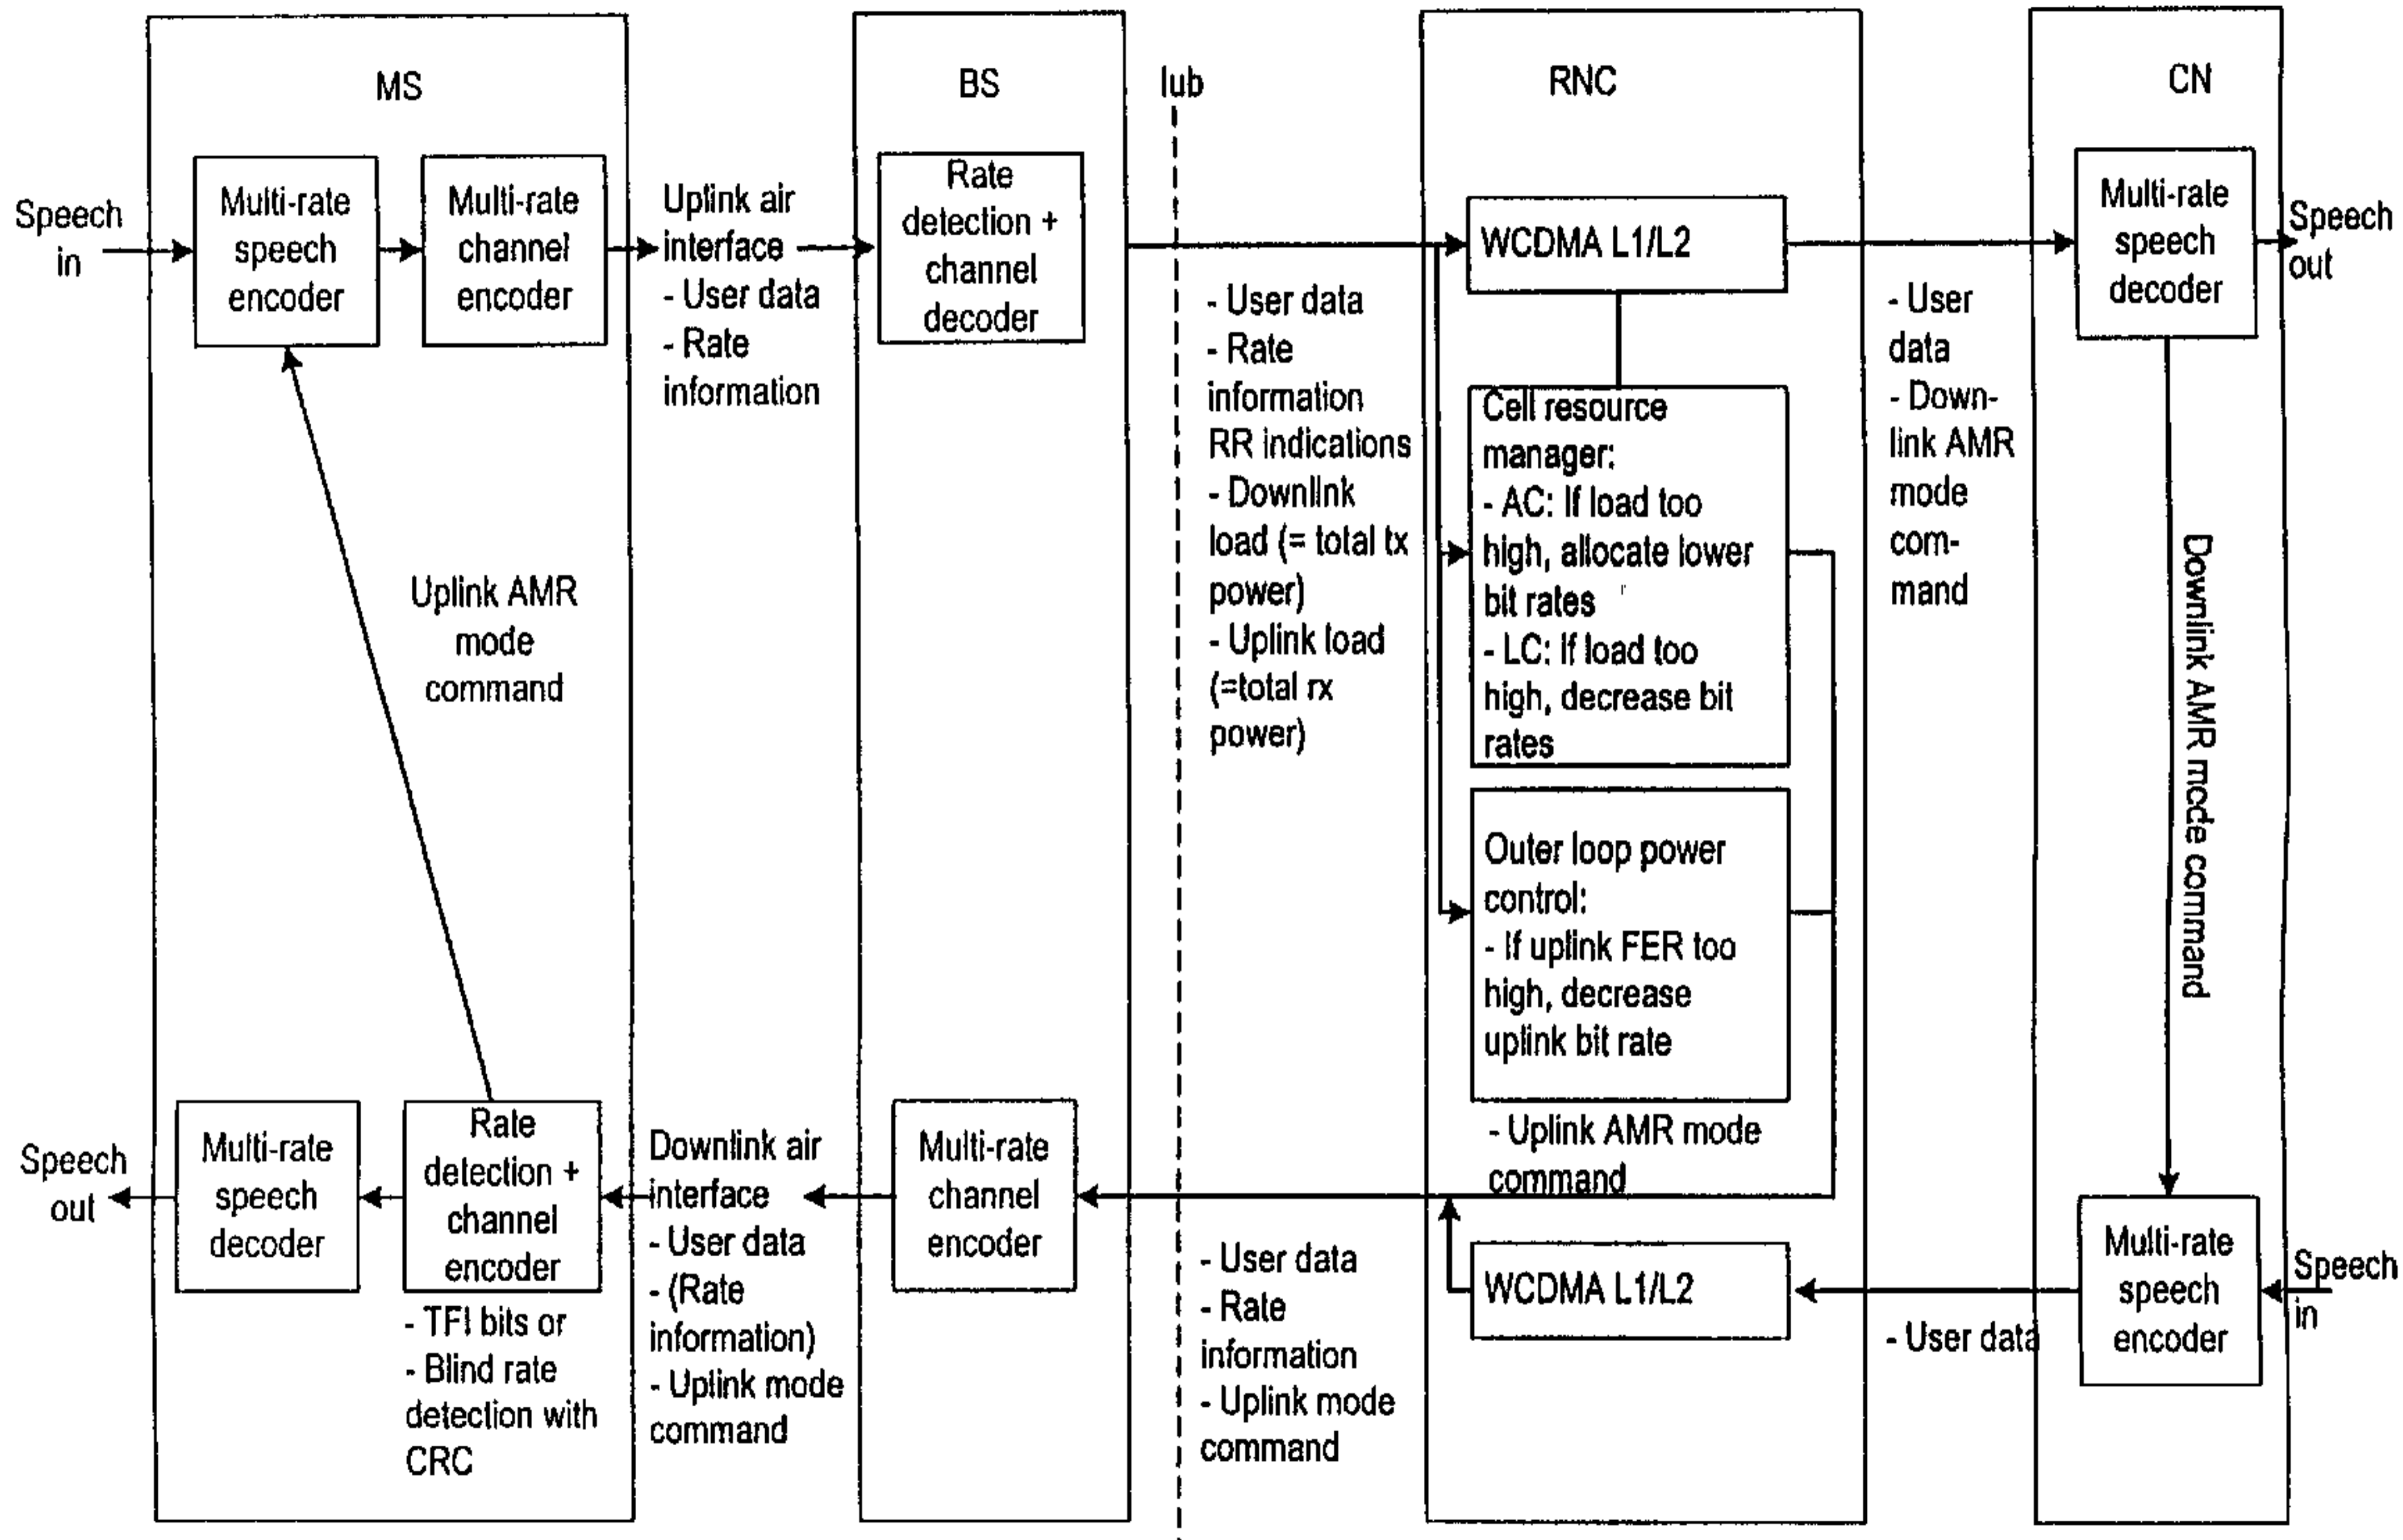 MS
BS
Iub
RNC
CN
Speech
in
Multi-rate
speech
encoder
Multi-rate
channel
encoder
Uplink air
interface
- User data
- Rate
information
Rate
detection +
channel
decoder
- User data
- Rate
information
RR indications
- Downlink
load (= total tx
power)
- Uplink load
(=total rx
power)
WCDMA L1/L2
Cell resource
manager:
- AC: If load too
high, allocate lower
bit rates
- LC: If load too
high, decrease bit
rates
Outer loop power
control:
- If uplink FER too
high, decrease
uplink bit rate
- Uplink AMR mode
command
- User
data
- Down-
link AMR
mode
com-
mand
Multi-rate
speech
decoder
Speech
out
Downlink AMR mode command
Uplink AMR
mode
command
Speech
out
Multi-rate
speech
decoder
Rate
detection +
channel
encoder
- TFI bits or
- Blind rate
detection with
CRC
Downlink air
interface
- User data
- (Rate
information)
- Uplink mode
command
Multi-rate
channel
encoder
- User data
- Rate
information
- Uplink mode
command
WCDMA L1/L2
- User data
Multi-rate
speech
encoder
Speech
in